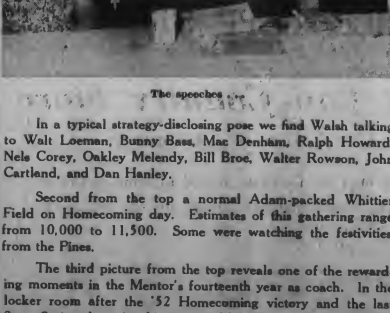 The speeches . . .
In a typical strategy-disclosing pose we find Walsh talking
to Walt Loeman, Bunny Bass, Mac Denham, Ralph Howard
Nels Corey, Oakley Melendy, Bill Broe, Walter Rowson, John
Cartland, and Dan Hanley.
Second from the top a normal Adam-packed Whittier
Field on Homecoming day. Estimates of this gathering range
from 10,000 to 11,500. Some were watching the festivities
from the Pines.
The third picture from the top reveals one of the reward-
ing moments in the Mentor's fourteenth year as coach. In the
locker room after the '52 Homecoming victory and the last